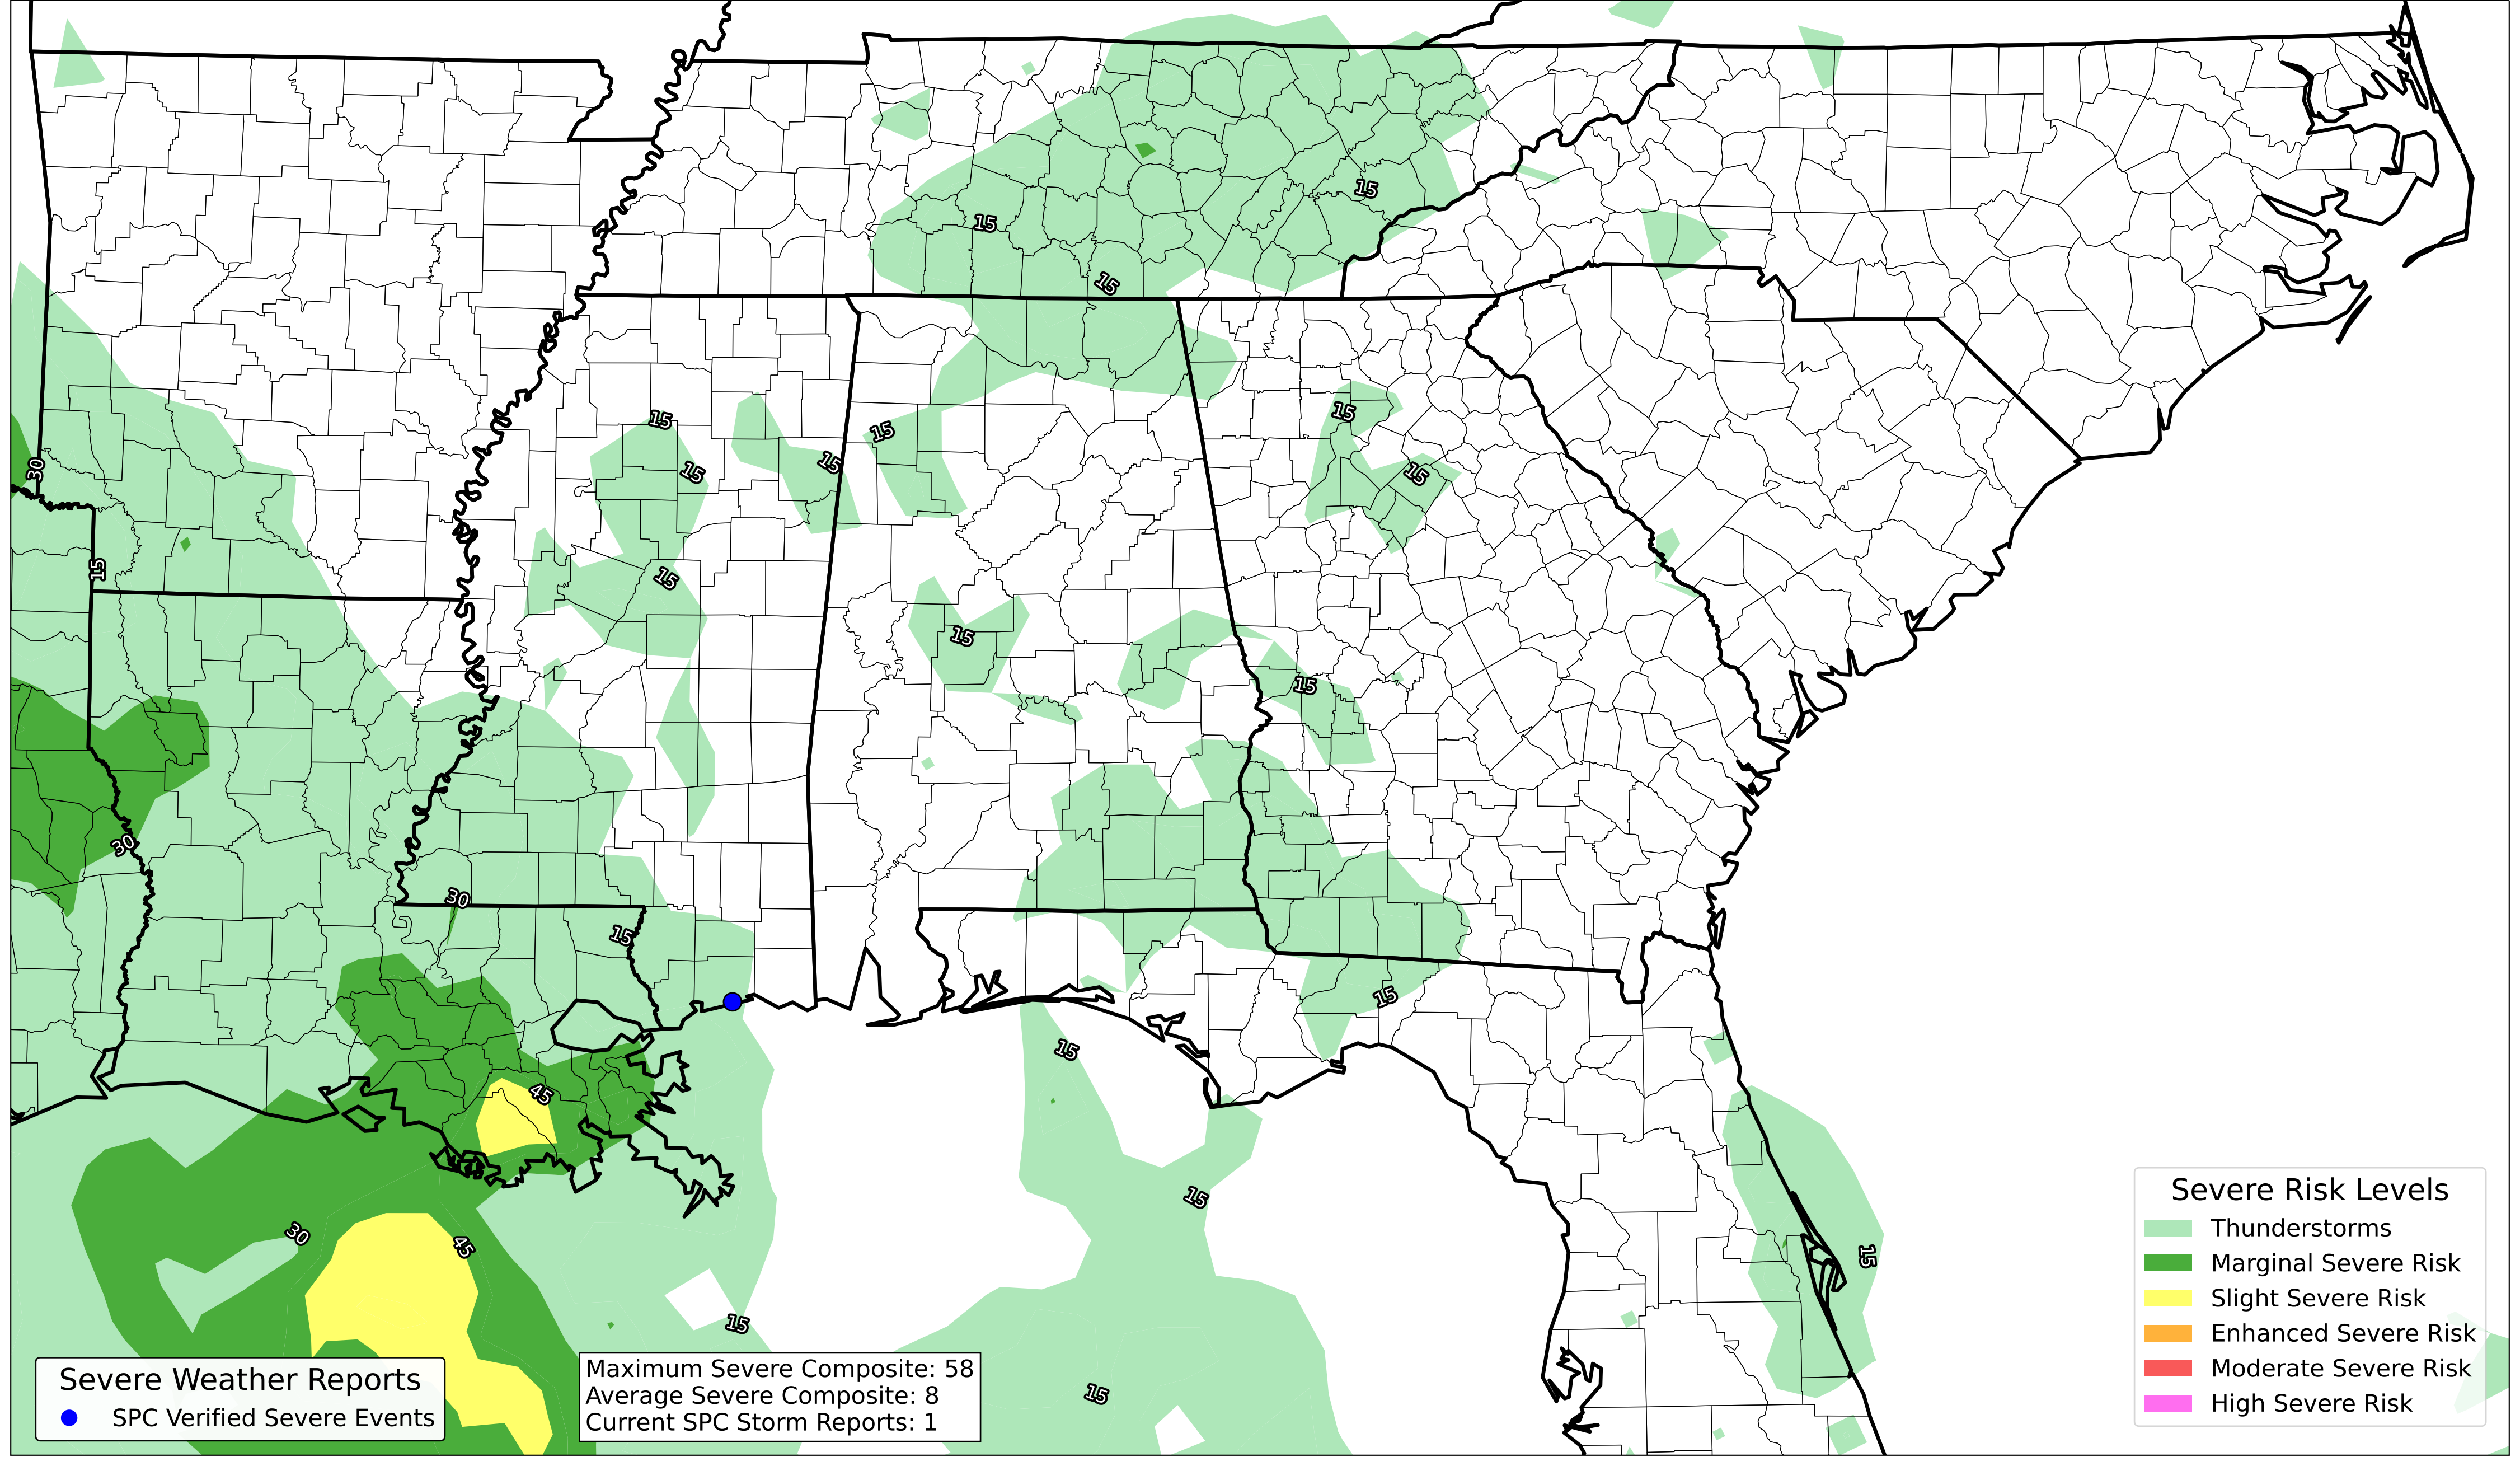 15
15
15
30
15
15
15
15
15
15
15
15
15
15
30
30
15
15
15
45
15
30
45
15
15
15
Severe Weather Reports
SPC Verified Severe Events
Maximum Severe Composite: 58
Average Severe Composite: 8
Current SPC Storm Reports: 1
Severe Risk Levels
Thunderstorms
Marginal Severe Risk
Slight Severe Risk
Enhanced Severe Risk
Moderate Severe Risk
High Severe Risk